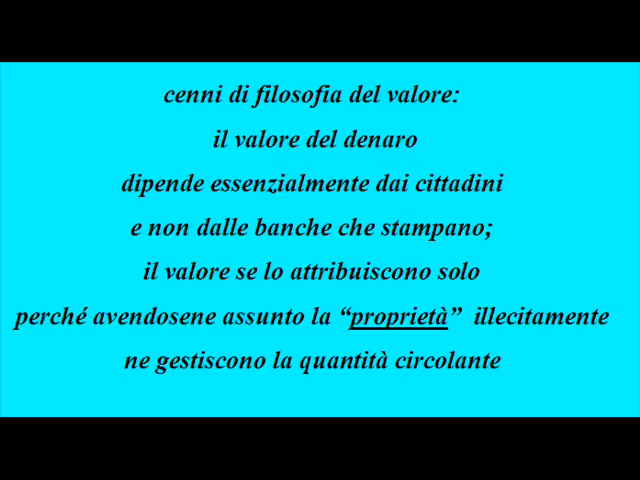 cenni di filosofia del valore:
il valore del denaro
dipende essenzialmente dai cittadini
e non dalle banche che stampano;
il valore se lo attribuiscono solo
perché avendosene assunto la “proprietà” illecitamente
ne gestiscono la quantità circolante